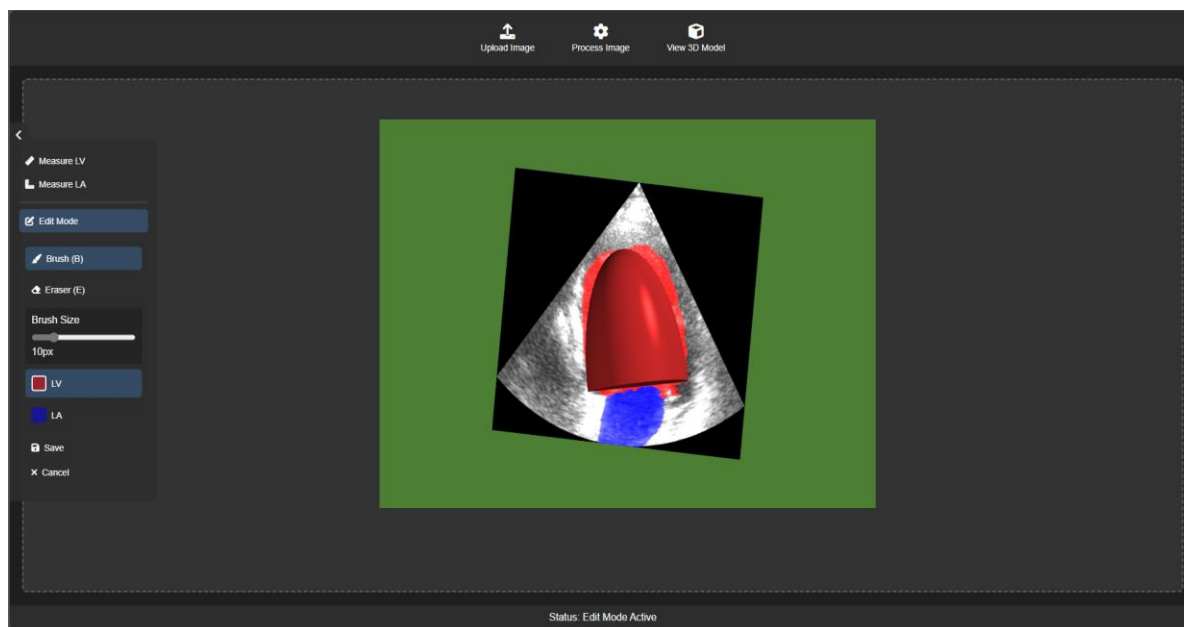 Upload Image
Process Image
View 3D Model
Measure LV
Measure LA
Edit Mode
Brush (B)
Eraser (E)
Brush Size
10px
LV
LA
Save
Cancel
Status: Edit Mode Active